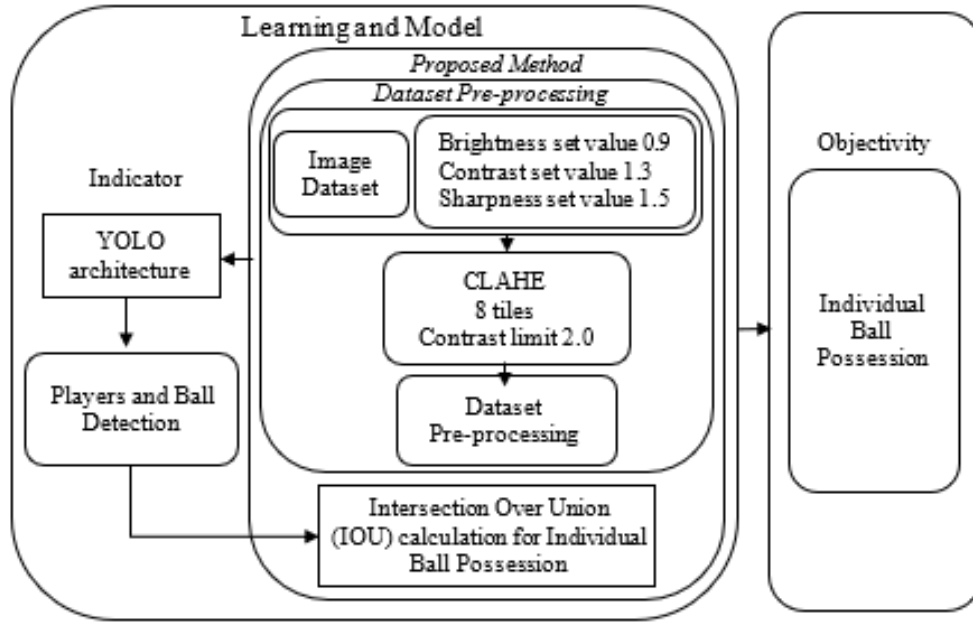 Learning and Model
Proposed Method
Dataset Pre-processing
Image
Dataset
Brightness set value 0.9
Contrast set value 1.3
Sharpness set value 1.5
CLAHE
8 tiles
Contrast limit 2.0
Dataset
Pre-processing
Indicator
YOLO
architecture
Players and Ball
Detection
Intersection Over Union
(IOU) calculation for Individual
Ball Possession
Objectivity
Individual
Ball
Possession